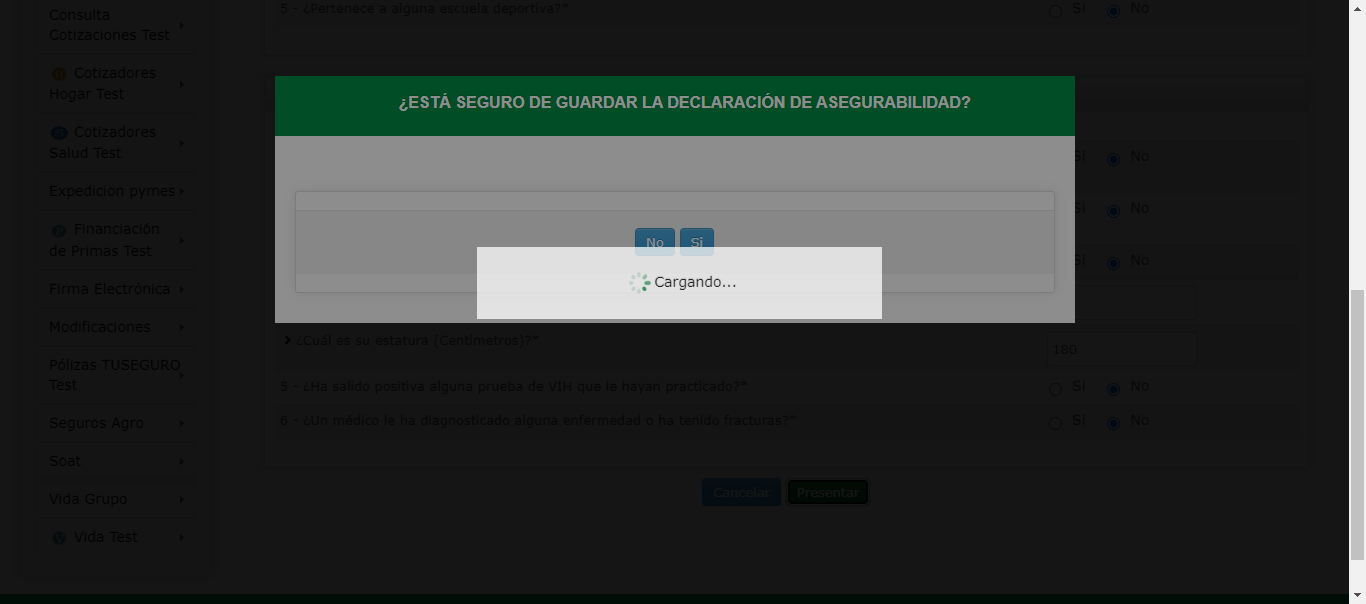 Consulta
Cotizaciones Test
Cotizadores
Hogar Test
Cotizadores
Salud Test
Expedicion pymes
Financiación
de Primas Test
Firma Electrónica
Modificaciones
Pólizas TUSEGURO
Test
Seguros Agro
Soat
Vida Grupo
Vida Test
5 - ¿Pertenece a alguna escuela deportiva?* Si No
¿ESTÁ SEGURO DE GUARDAR LA DECLARACIÓN DE ASEGURABILIDAD?
Si No
Si No
Si No
No Si
Cargando...
¿Cuál es su estatura (Centimetros)?* 180
5 - ¿Ha salido positiva alguna prueba de VIH que le hayan practicado?* Si No
6 - ¿Un médico le ha diagnosticado alguna enfermedad o ha tenido fracturas?* Si No
Cancelar Presentar